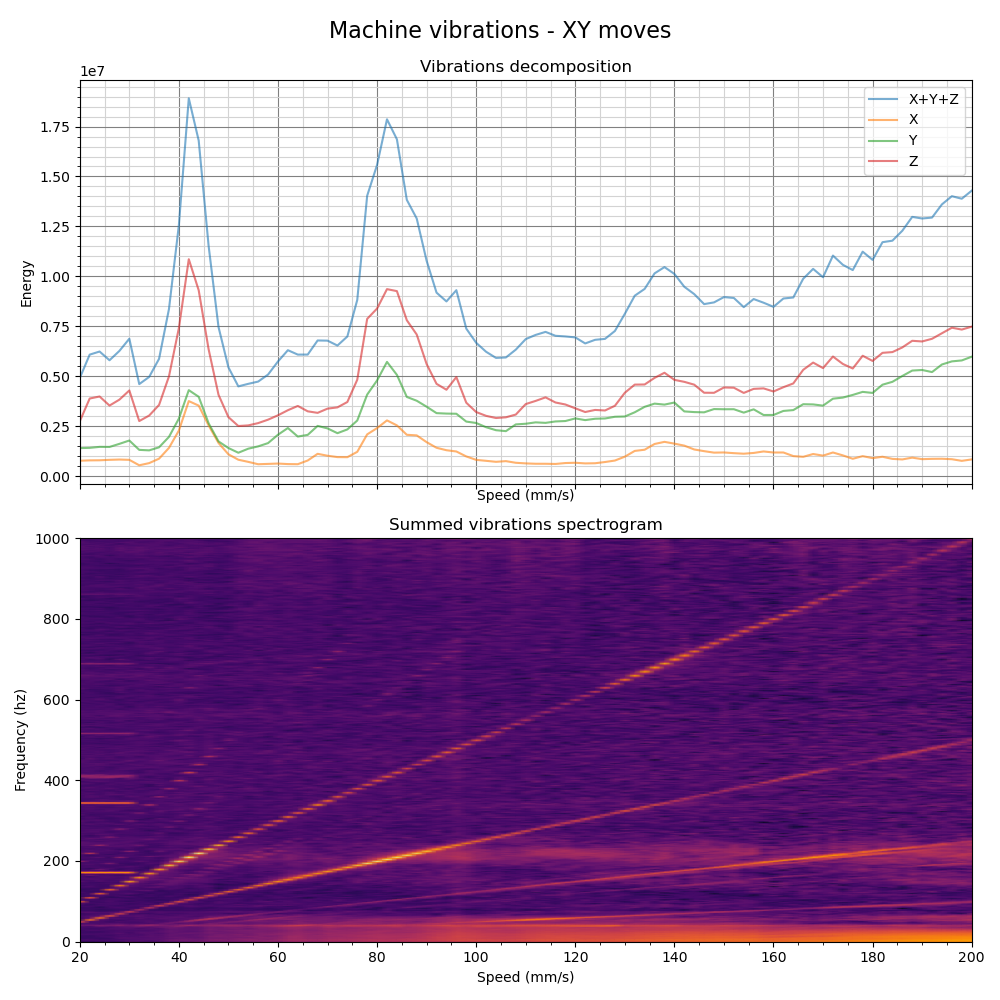 Machine vibrations - XY moves
Vibrations decomposition
1e7
X+Y+Z
X
Y
Z
1.75
1.50
1.25
1.00
0.75
0.50
0.25
0.00
Energy
Speed (mm/s)
Summed vibrations spectrogram
1000
800
600
400
200
0
Frequency (hz)
20 40 60 80 100 120 140 160 180 200
Speed (mm/s)